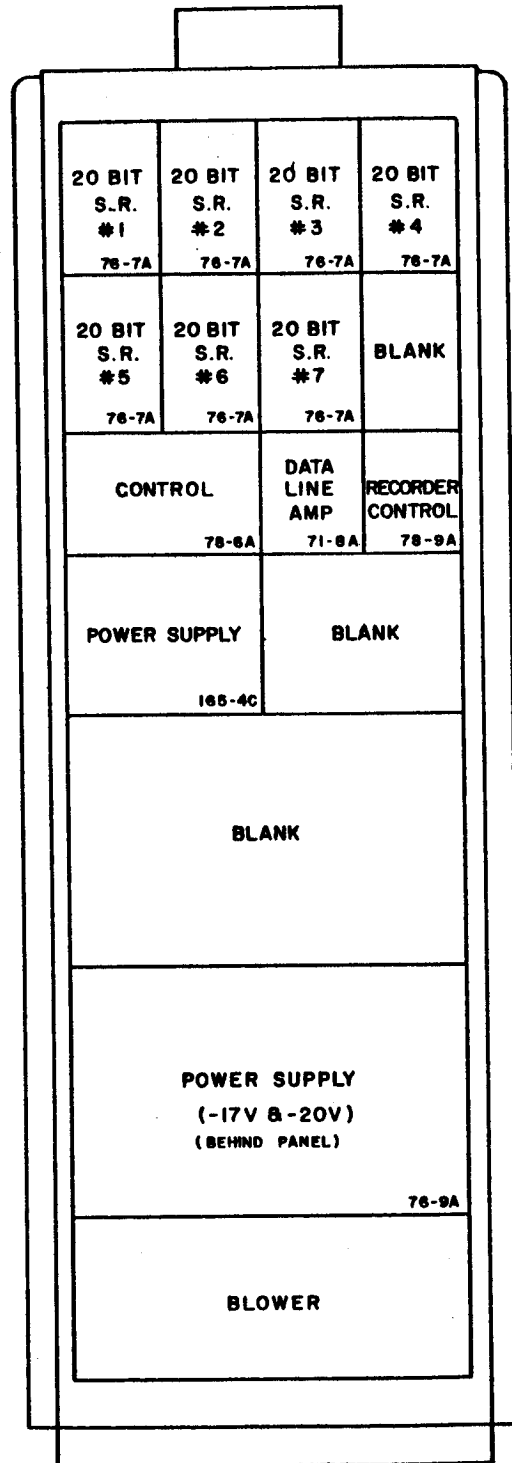 20 BIT
S.R.
#1
76-7A
20 BIT
S.R.
#2
76-7A
20 BIT
S.R.
#3
76-7A
20 BIT
S.R.
#4
76-7A
20 BIT
S.R.
#5
76-7A
20 BIT
S.R.
#6
76-7A
20 BIT
S.R.
#7
76-7A
BLANK
CONTROL
78-6A
DATA
LINE
AMP
71-8A
RECORDER
CONTROL
78-9A
POWER SUPPLY
165-4C
BLANK
BLANK
POWER SUPPLY
(-17V & -20V)
(BEHIND PANEL)
76-9A
BLOWER